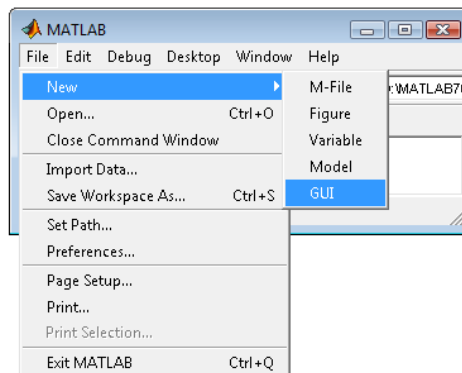 MATLAB
File Edit Debug Desktop Window Help
New
Open... Ctrl+O
Close Command Window
Import Data...
Save Workspace As... Ctrl+S
Set Path...
Preferences...
Page Setup...
Print...
Print Selection...
Exit MATLAB Ctrl+Q
M-File
Figure
Variable
Model
GUI
:\MATLAB7